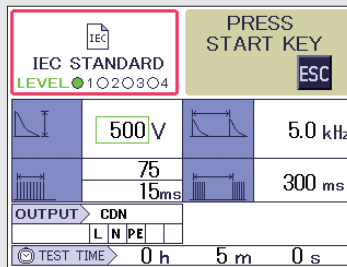 IEC
IEC STANDARD
LEVEL 1 2 3 4
PRESS
START KEY
ESC
500 V
5.0 kHz
75
15ms
300 ms
OUTPUT CDN
L N PE
TEST TIME 0 h 5 m 0 s